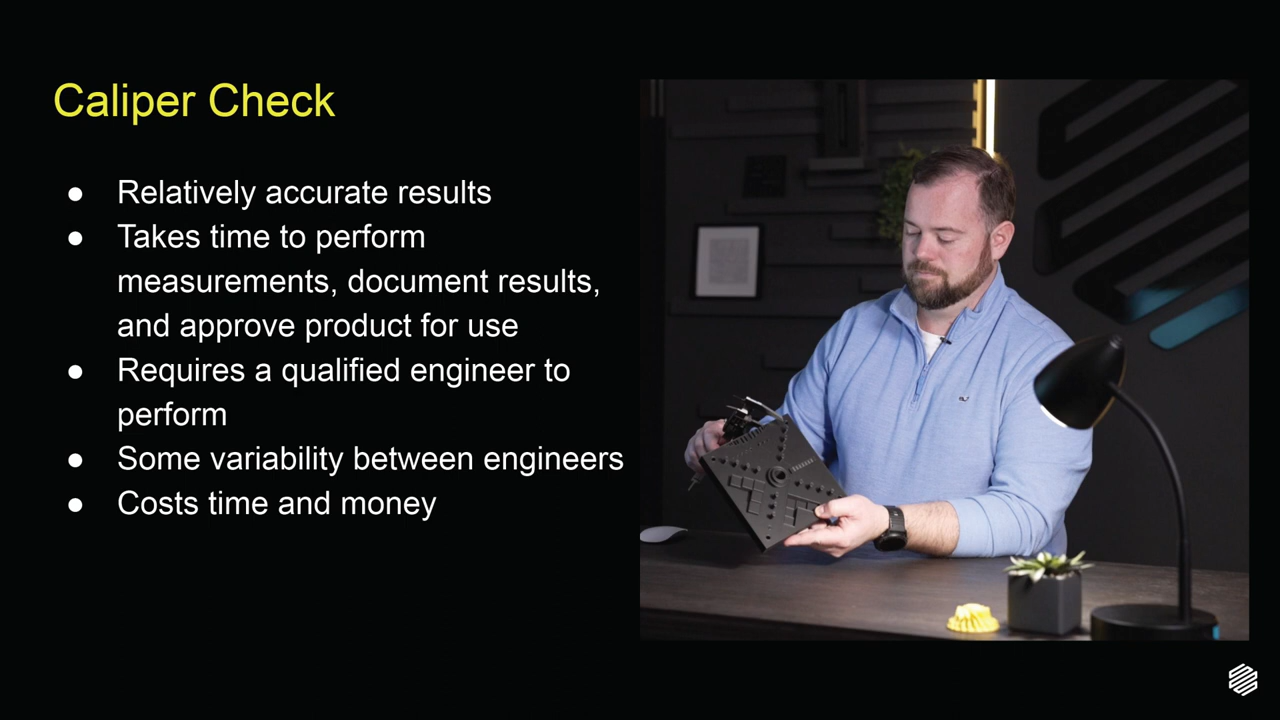 Caliper Check
● Relatively accurate results
● Takes time to perform
measurements, document results,
and approve product for use
● Requires a qualified engineer to
perform
● Some variability between engineers
● Costs time and money